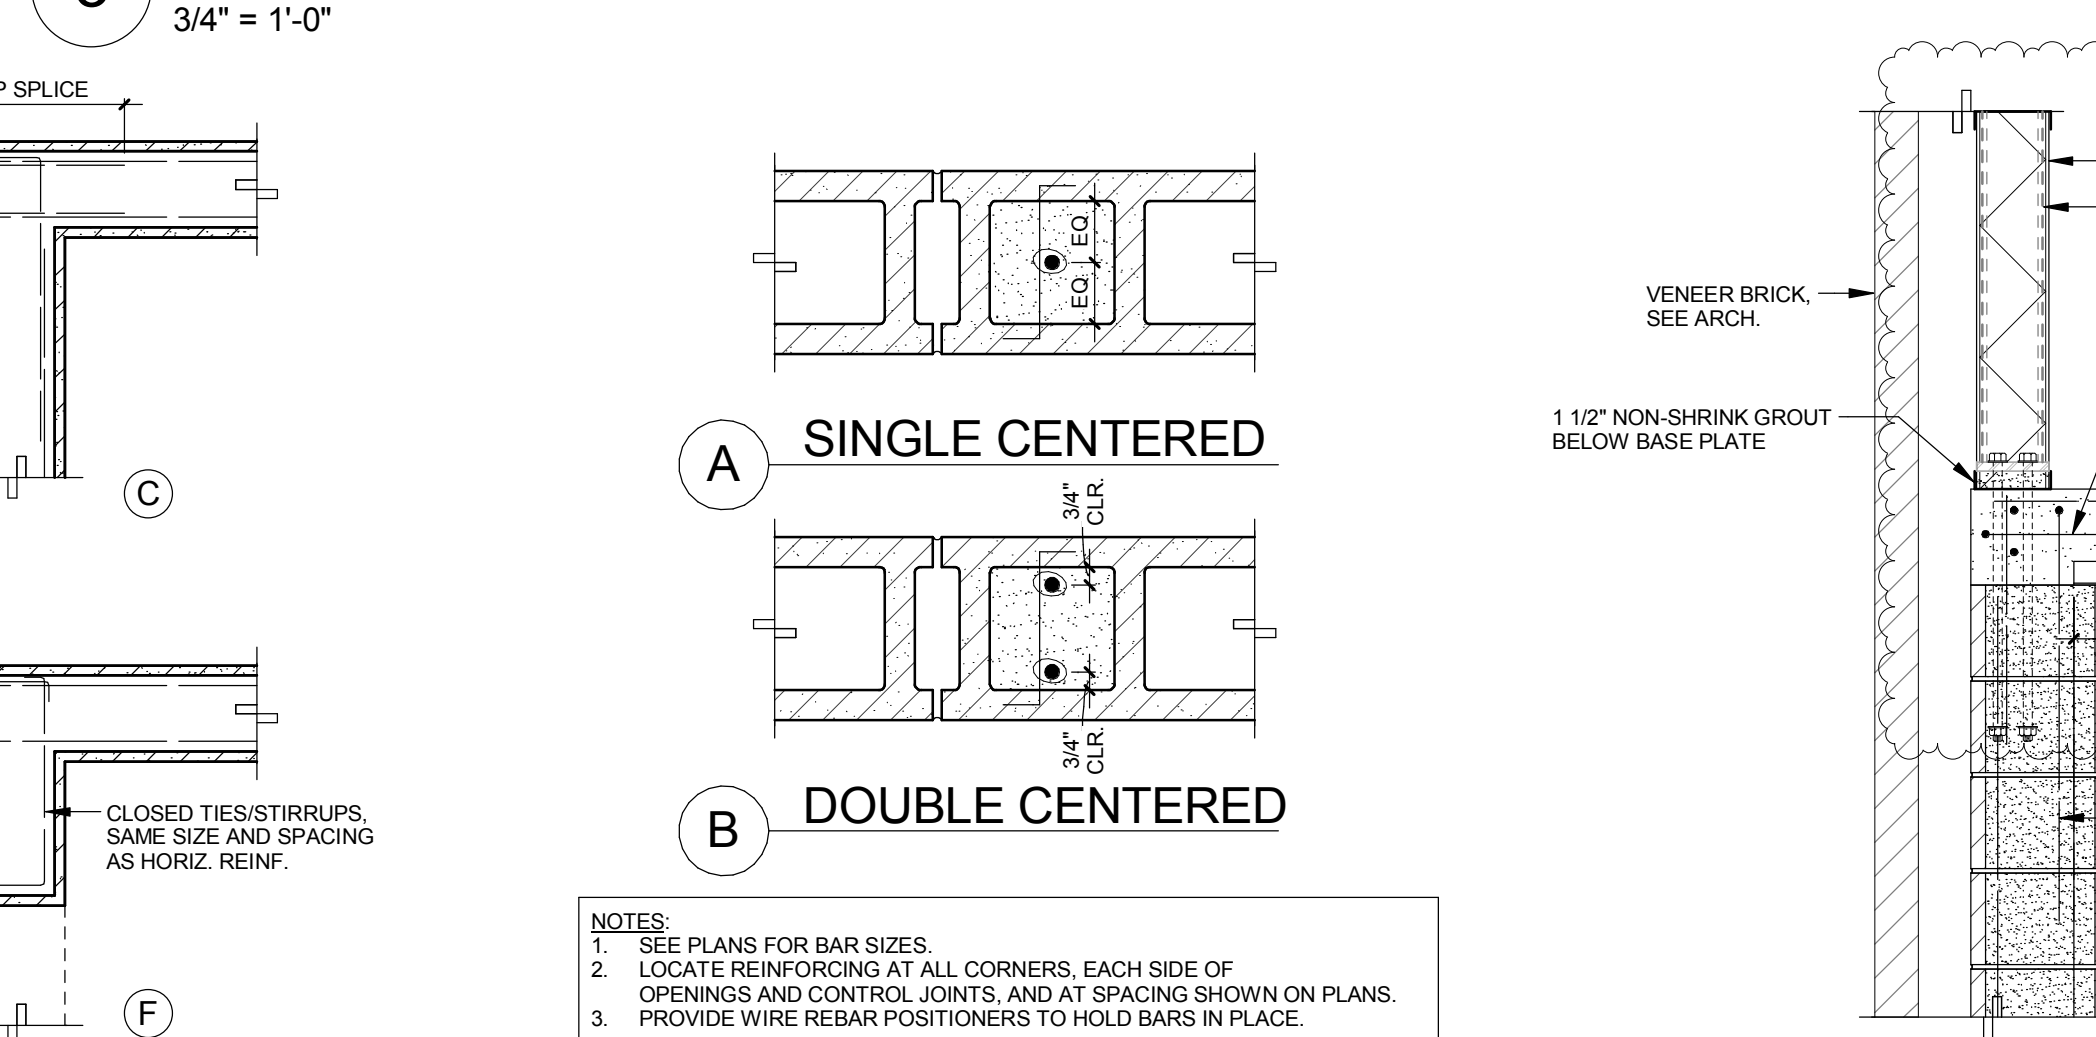 3/4" = 1'-0"
SPLICE
C
CLOSED TIES/STIRRUPS,
SAME SIZE AND SPACING
AS HORIZ. REINF.
F
EQ
EQ
A
SINGLE CENTERED
3/4"
CLR.
3/4"
CLR.
B
DOUBLE CENTERED
NOTES:
1. SEE PLANS FOR BAR SIZES.
2. LOCATE REINFORCING AT ALL CORNERS, EACH SIDE OF
OPENINGS AND CONTROL JOINTS, AND AT SPACING SHOWN ON PLANS.
3. PROVIDE WIRE REBAR POSITIONERS TO HOLD BARS IN PLACE.
VENEER BRICK,
SEE ARCH.
1 1/2" NON-SHRINK GROUT
BELOW BASE PLATE